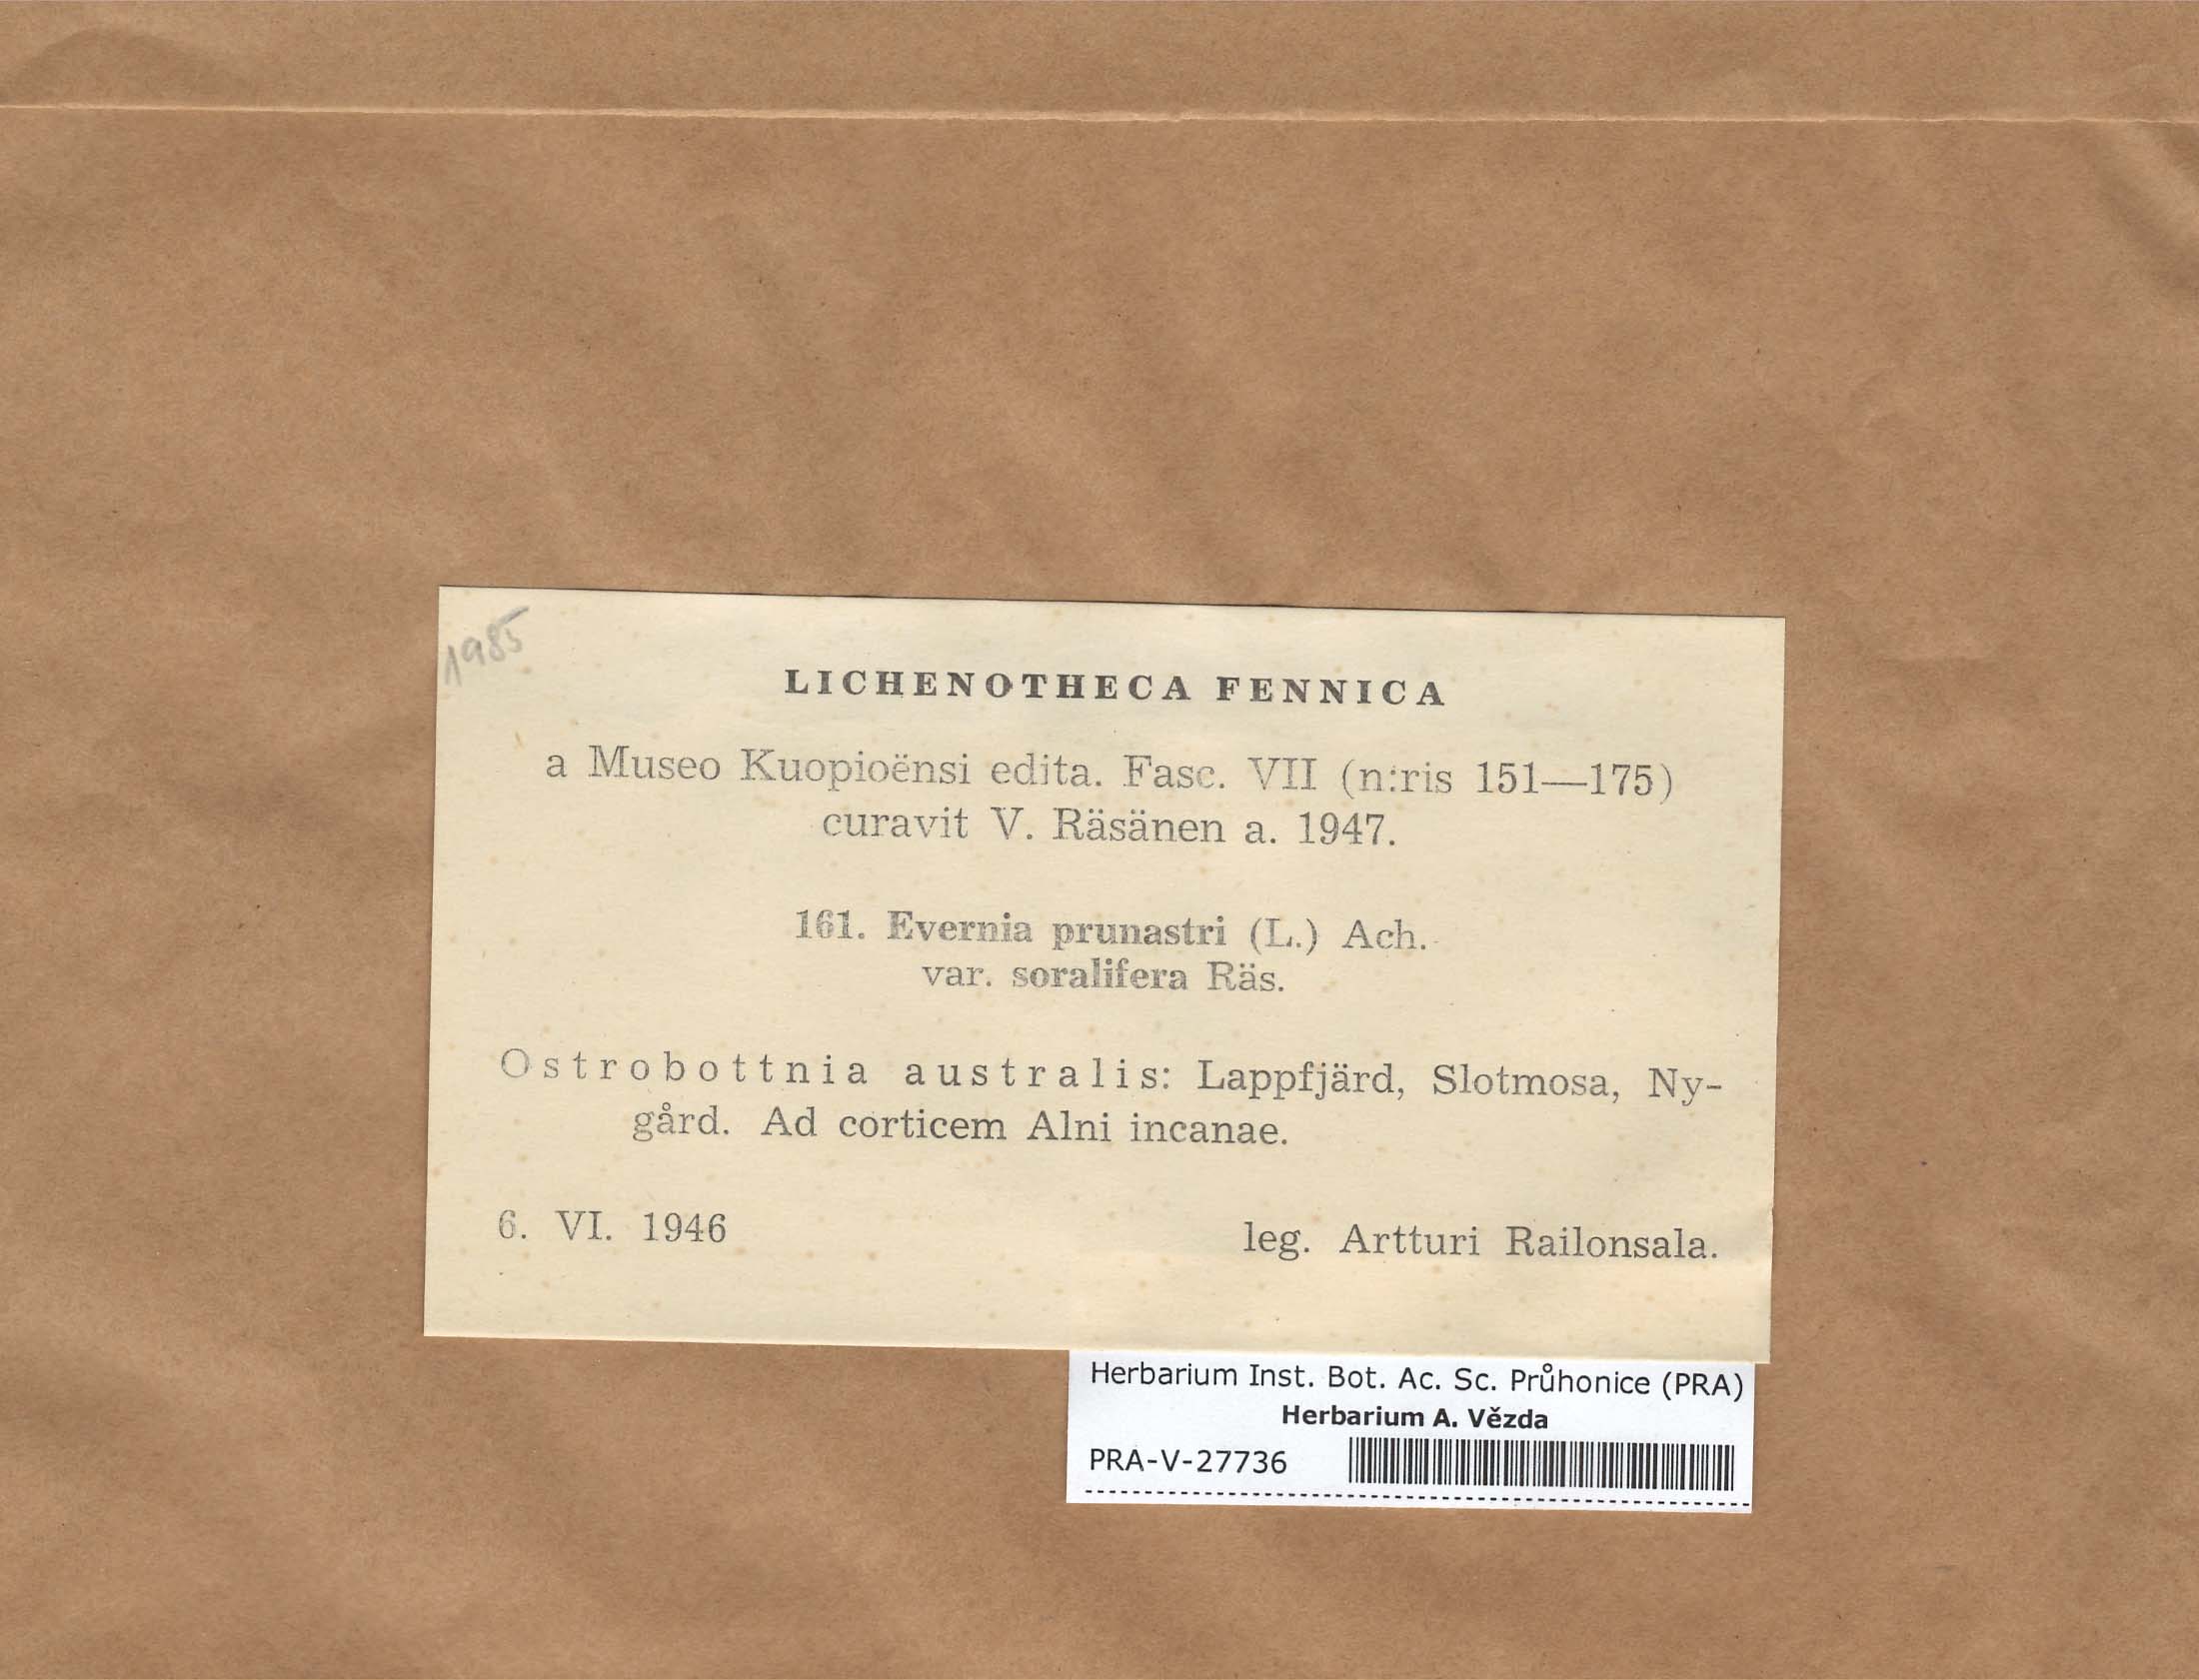 1985
LICHENOTHECA FENNICA
a Museo Kuopioënsi edita. Fasc. VII (n:ris 151—175)
curavit V. Räsänen a. 1947.
161. Evernia prunastri (L.) Ach.
var. soralifera Räs.
Ostrobottnia australis: Lappfjärd, Slotmosa, Ny-
gård. Ad corticem Alni incanae.
6. VI. 1946 leg. Artturi Railonsala.
Herbarium Inst. Bot. Ac. Sc. Průhonice (PRA)
Herbarium A. Vězda
PRA-V-27736